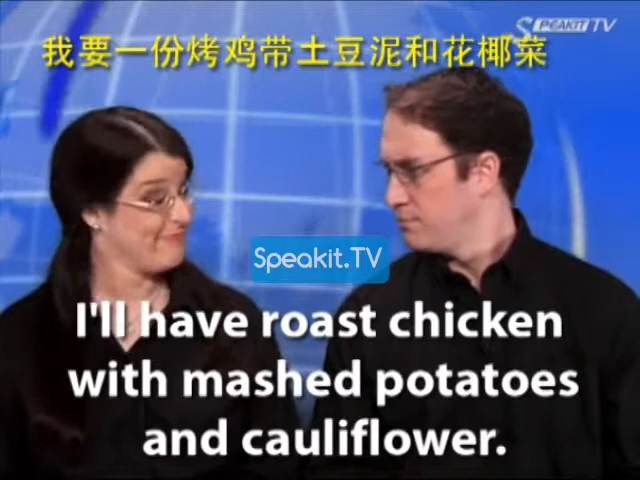 SPEAKIT TV
我要一份烤鸡带土豆泥和花椰菜
Speakit.TV
I'll have roast chicken
with mashed potatoes
and cauliflower.